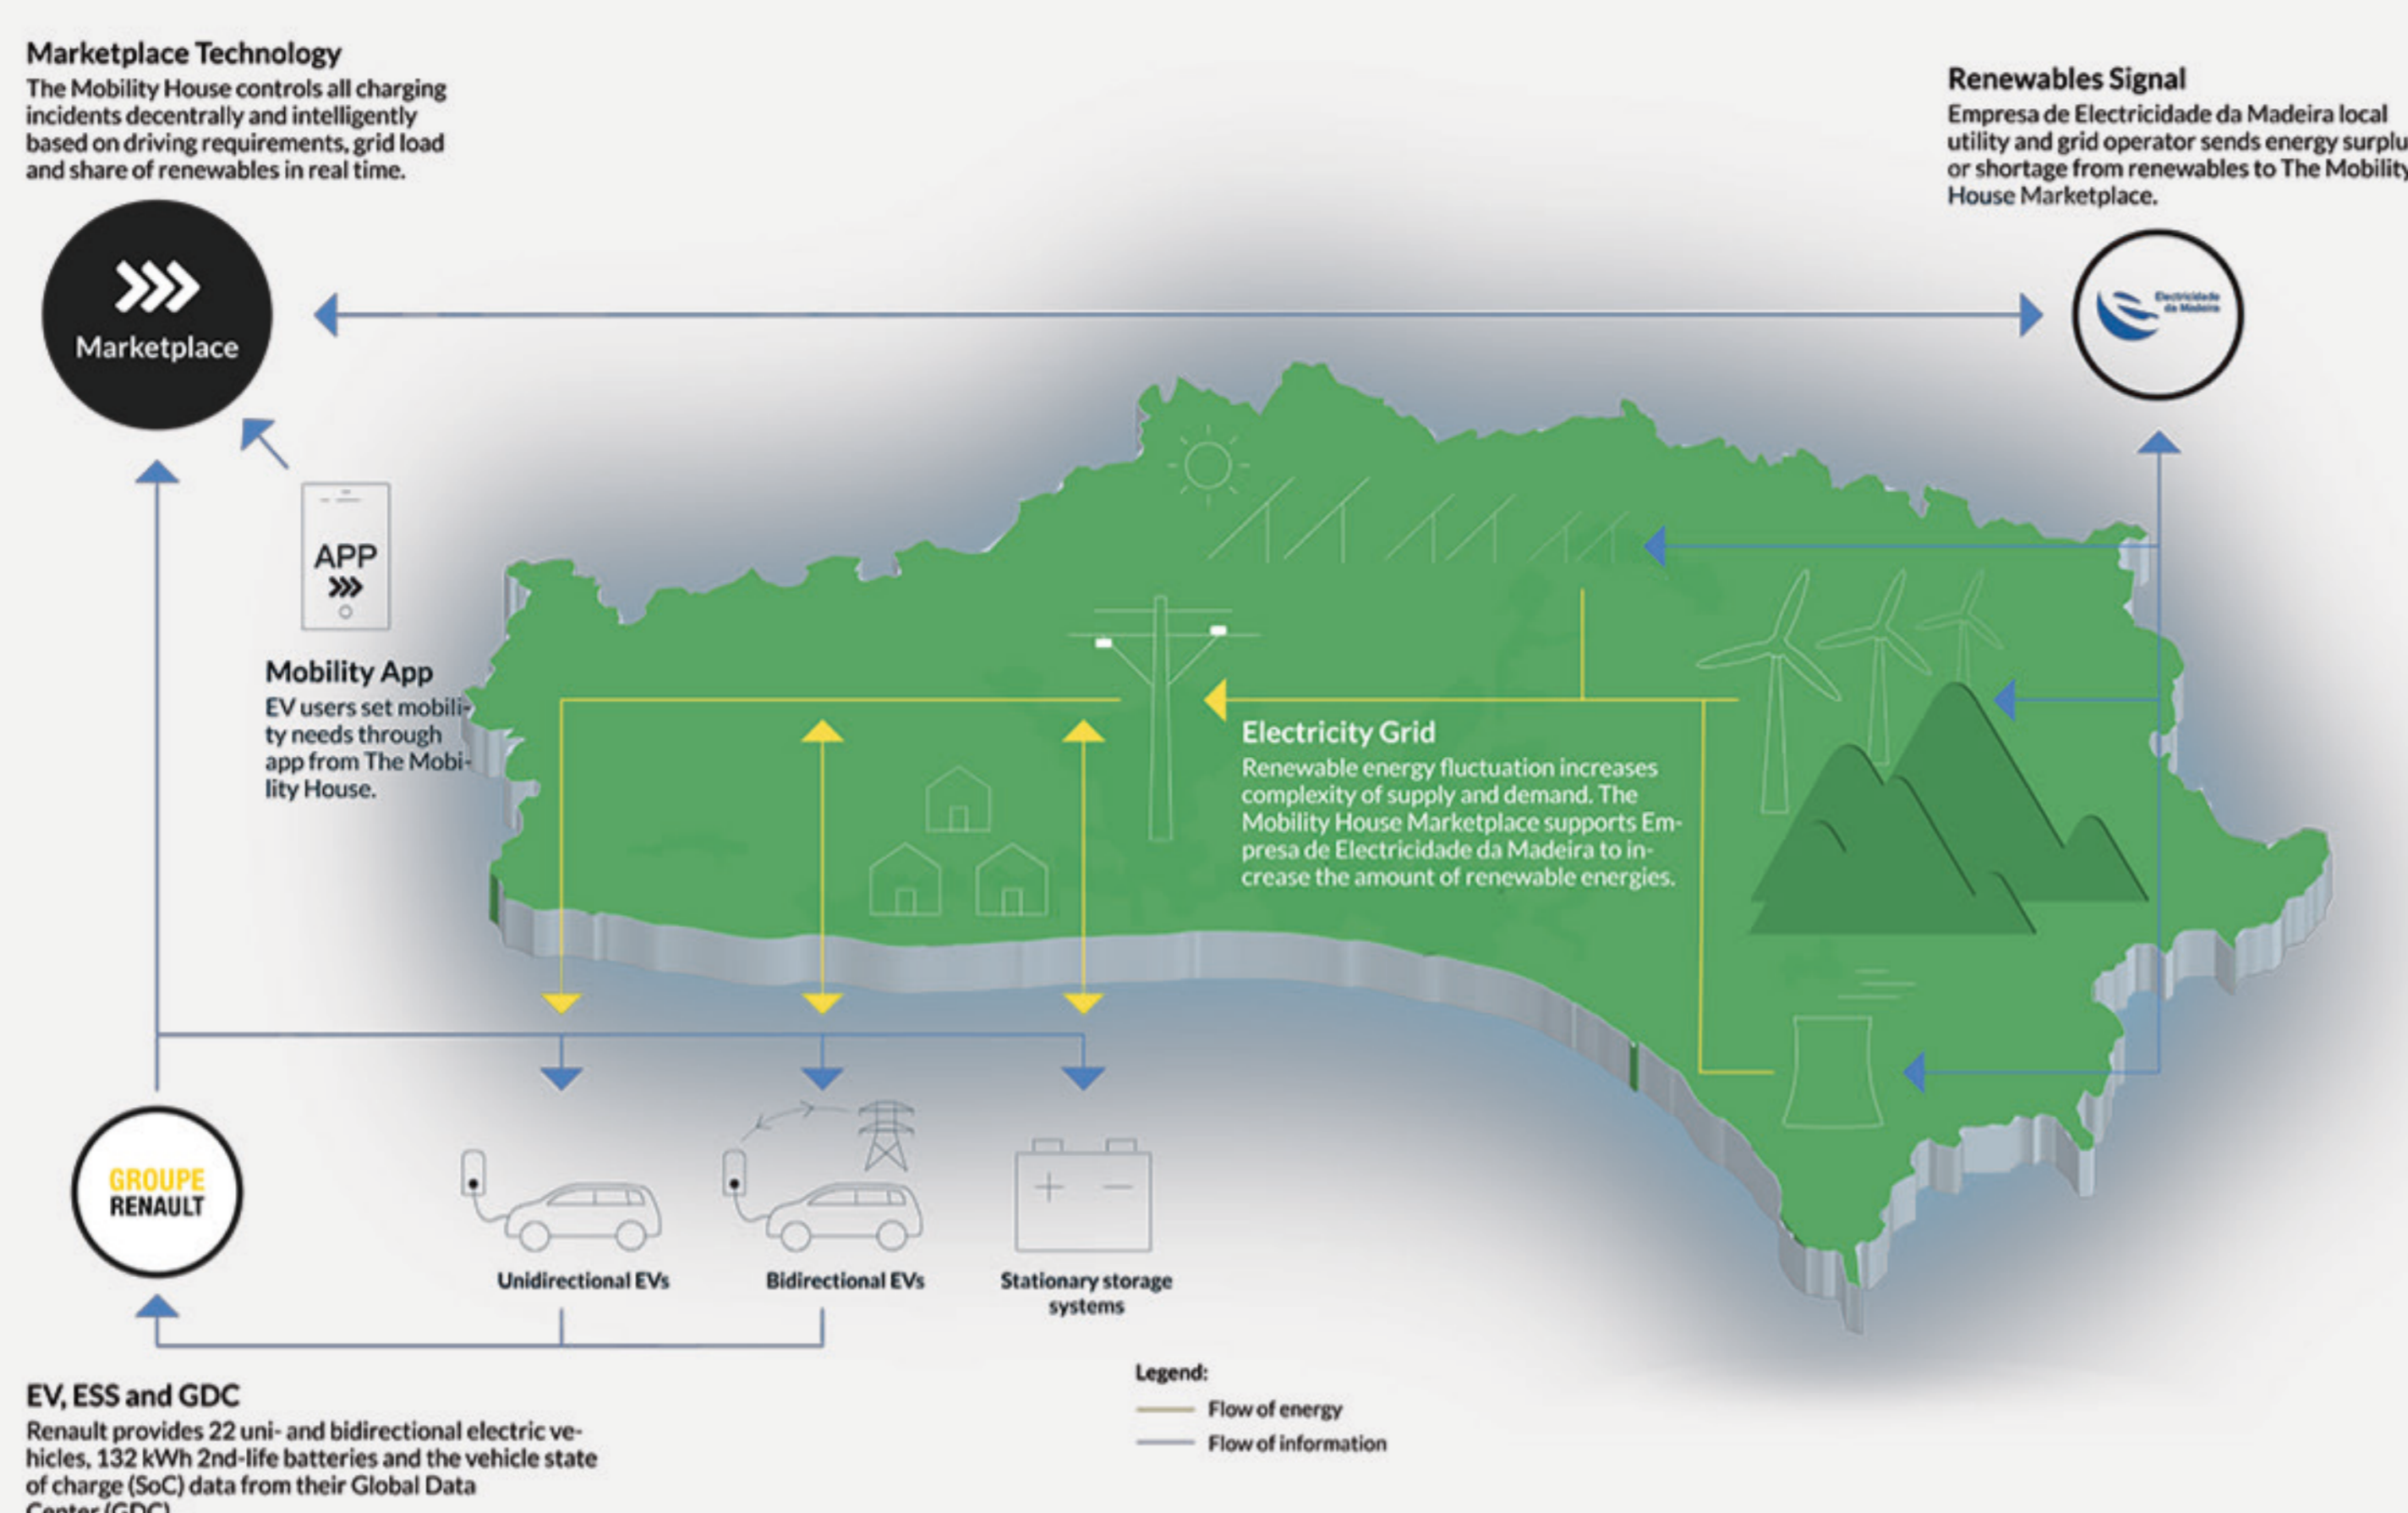 Marketplace Technology
The Mobility House controls all charging
incidents decentrally and intelligently
based on driving requirements, grid load
and share of renewables in real time.
Marketplace
Renewables Signal
Empresa de Electricidade da Madeira local
utility and grid operator sends energy surplu
or shortage from renewables to The Mobility
House Marketplace.
Electricidade
da Madeira
APP
Mobility App
EV users set mobili-
ty needs through
app from The Mobi-
lity House.
Electricity Grid
Renewable energy fluctuation increases
complexity of supply and demand. The
Mobility House Marketplace supports Em-
presa de Electricidade da Madeira to in-
crease the amount of renewable energies.
GROUPE
RENAULT
Unidirectional EVs
Bidirectional EVs
Stationary storage
systems
EV, ESS and GDC
Renault provides 22 uni- and bidirectional electric ve-
hicles, 132 kWh 2nd-life batteries and the vehicle state
of charge (SoC) data from their Global Data
Center (GDC)
Legend:
Flow of energy
Flow of information